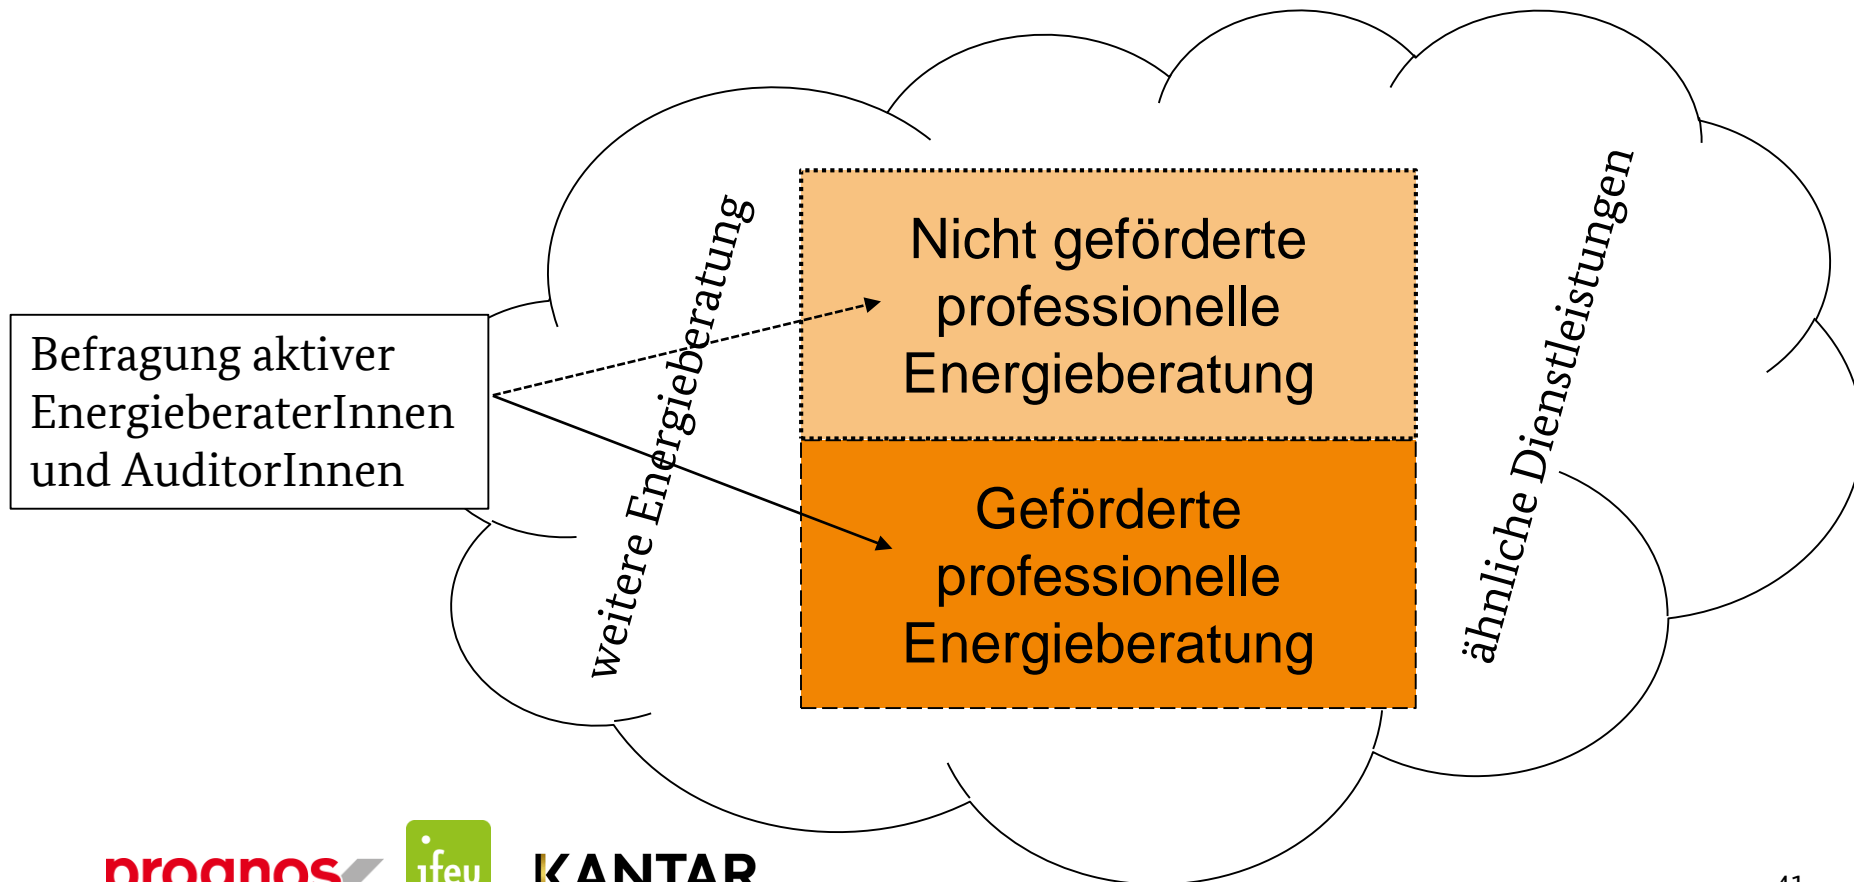 Befragung aktiver
EnergieberaterInnen
und AuditorInnen
weitere Energieberatung
Nicht geförderte
professionelle
Energieberatung
Geförderte
professionelle
Energieberatung
ähnliche Dienstleistungen
prognos
ifeu
KANTAR
41